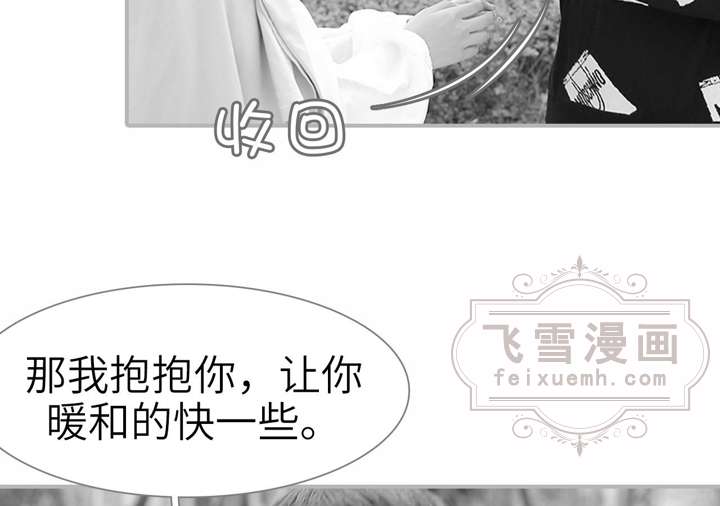 收回
飞雪漫画
feixuemh.com
那我抱抱你，让你
暖和的快一些。